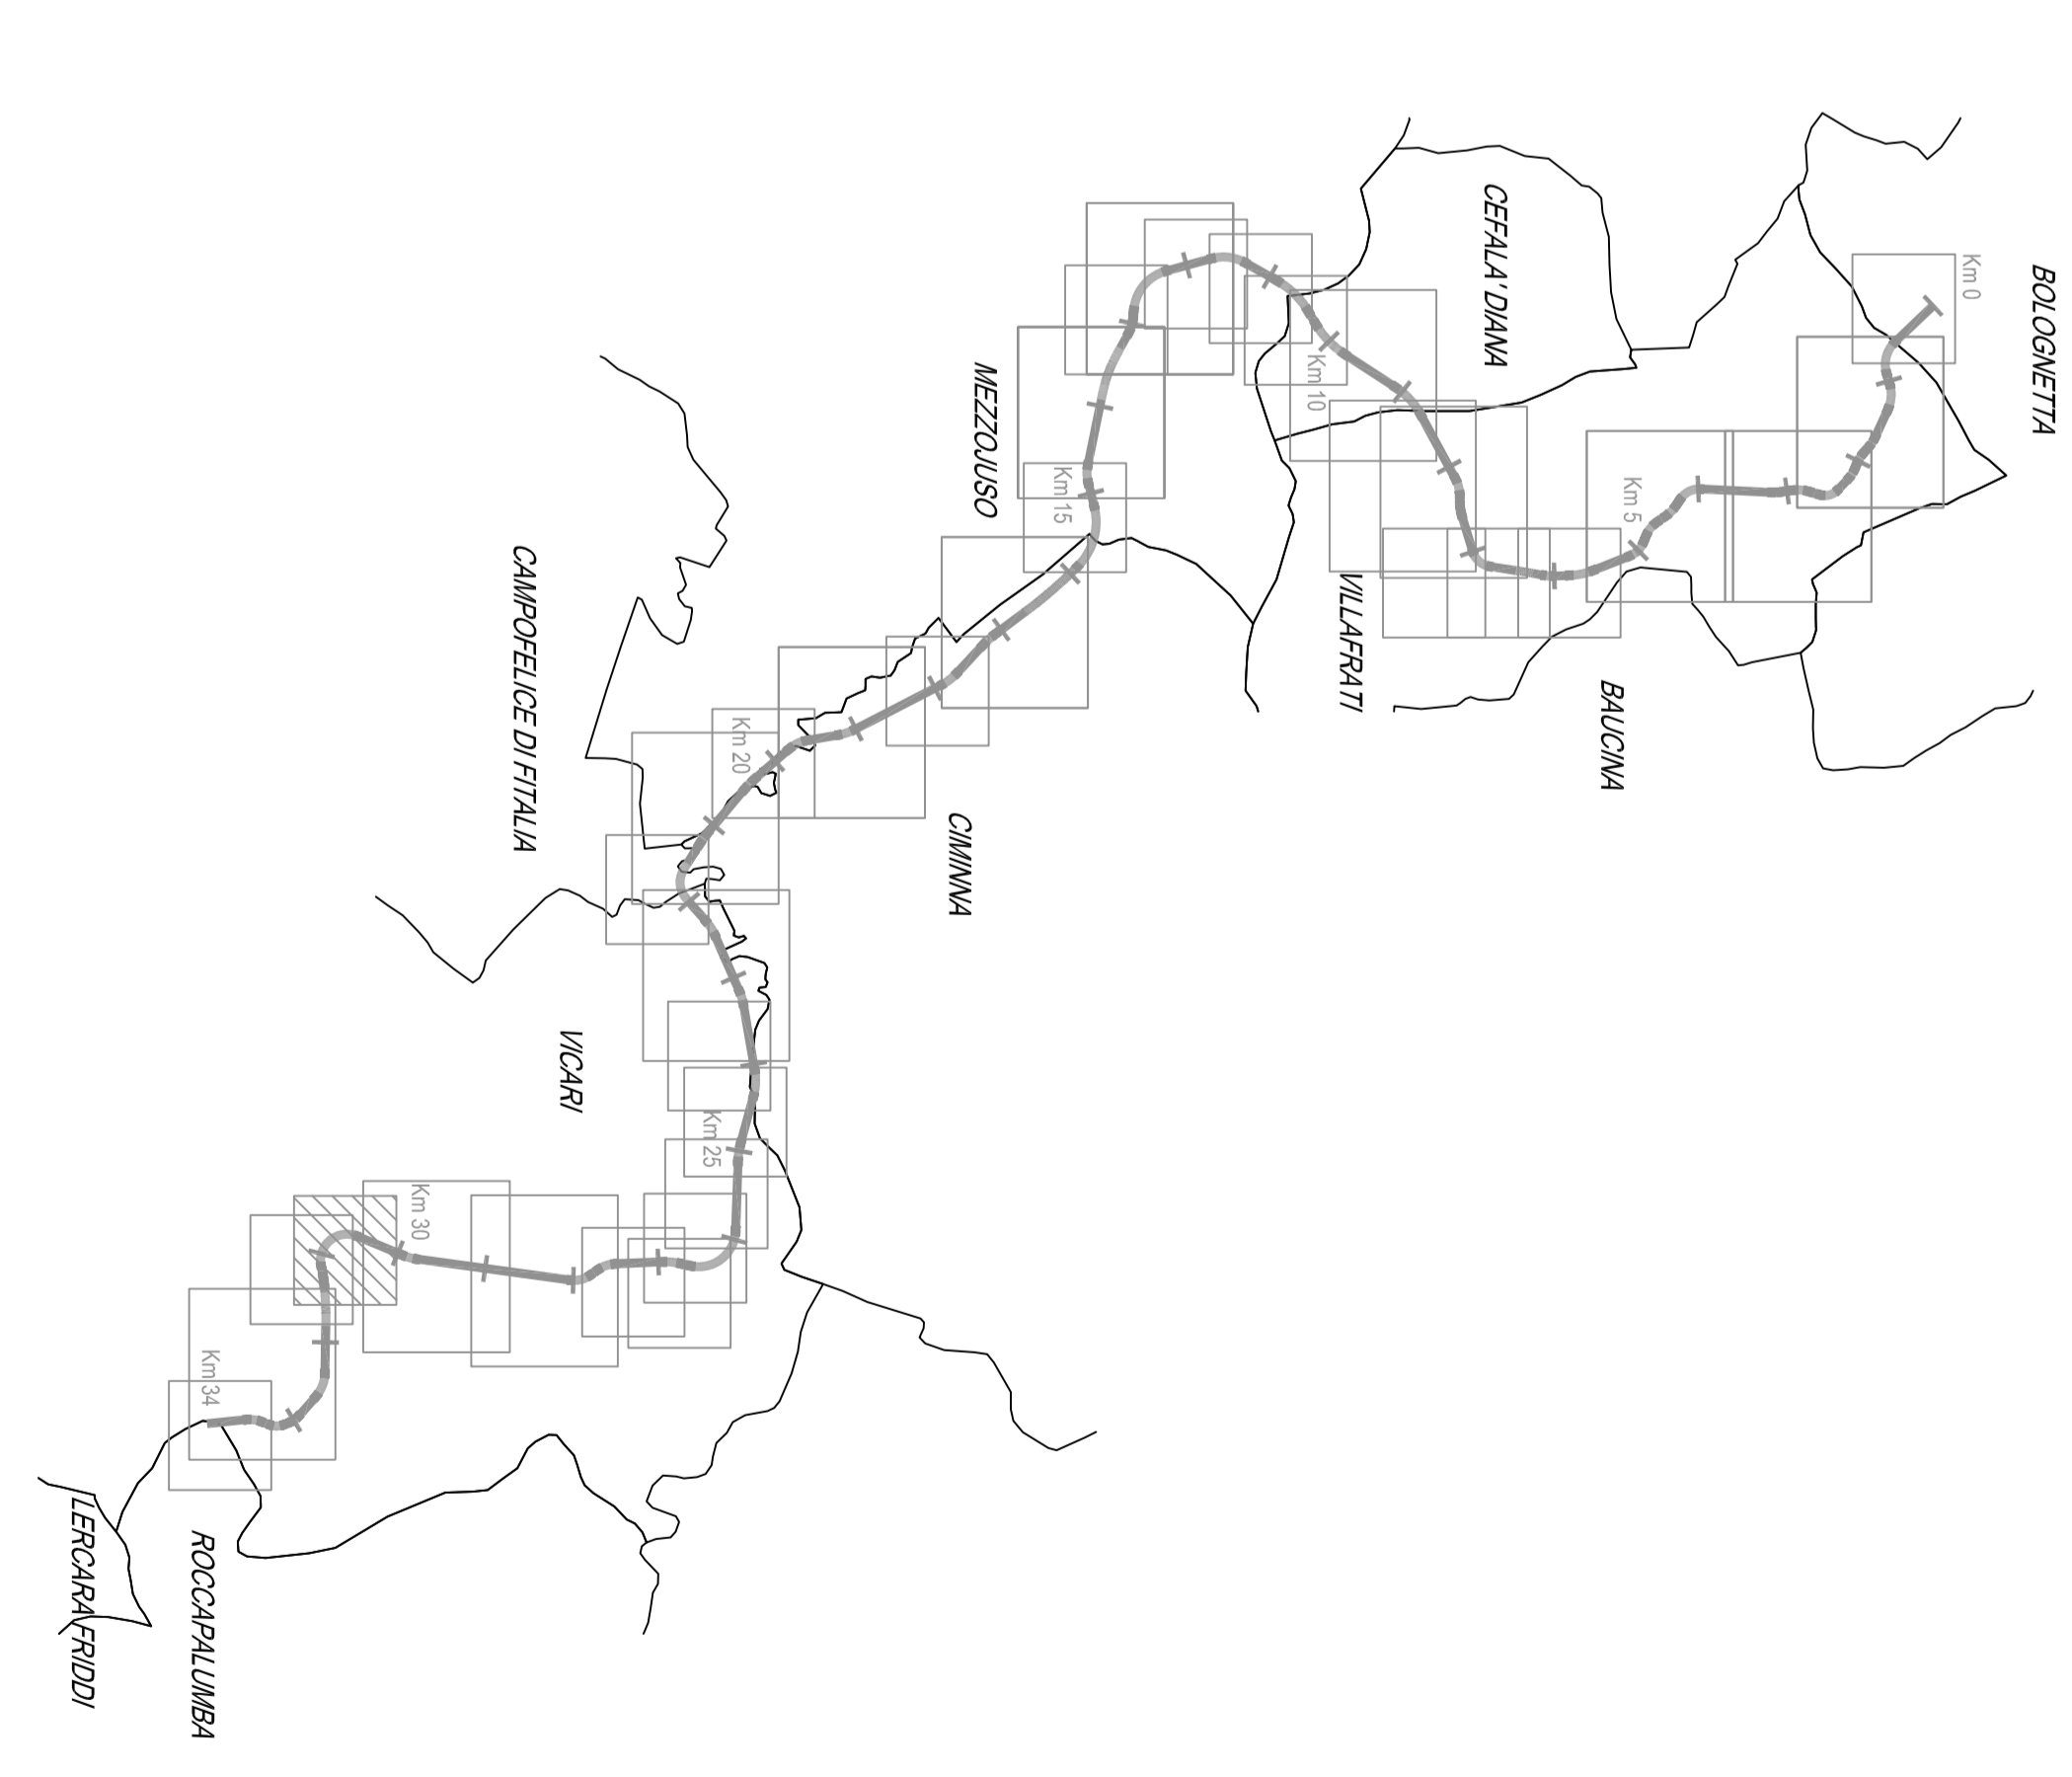 BOLOGNETTA
Km 0
CEFALA' DIANA
BAUCINA
Km 5
VILLAFRATI
Km 10
MEZZOJUSO
Km 15
CIMINNA
Km 20
CAMPOFELICE DI FITALIA
VICARI
Km 25
Km 30
Km 34
ROCCAPALUMBA
LERCARA FRIDDI